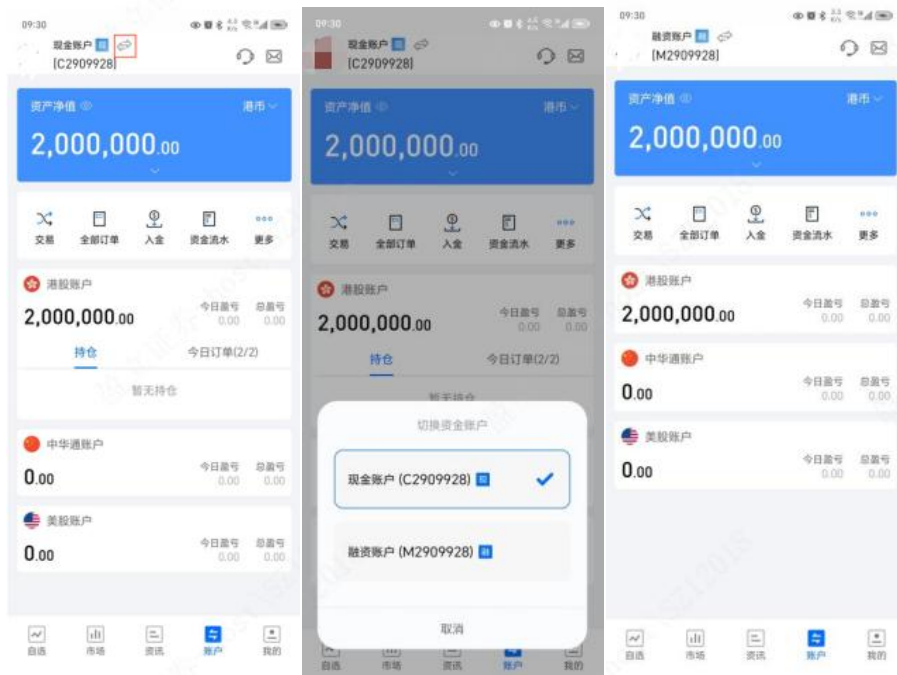 09:30
现金账户 现
[C2909928]
资产净值
港币
2,000,000.00
交易 全部订单 入金 资金流水 更多
港股账户
2,000,000.00
今日盈亏 总盈亏
0.00 0.00
持仓 今日订单(2/2)
暂无持仓
中华通账户
0.00
今日盈亏 总盈亏
0.00 0.00
美股账户
0.00
今日盈亏 总盈亏
0.00 0.00
自选 市场 资讯 账户 我的
09:30
现金账户 现
[C2909928]
资产净值
港币
2,000,000.00
交易 全部订单 入金 资金流水 更多
港股账户
2,000,000.00
今日盈亏 总盈亏
0.00 0.00
持仓 今日订单(2/2)
暂无持仓
切换资金账户
现金账户 (C2909928) 现
融资账户 (M2909928) 融
取消
自选 市场 资讯 账户 我的
09:30
融资账户 融
[M2909928]
资产净值
港币
2,000,000.00
交易 全部订单 入金 资金流水 更多
港股账户
2,000,000.00
今日盈亏 总盈亏
0.00 0.00
中华通账户
0.00
今日盈亏 总盈亏
0.00 0.00
美股账户
0.00
今日盈亏 总盈亏
0.00 0.00
自选 市场 资讯 账户 我的